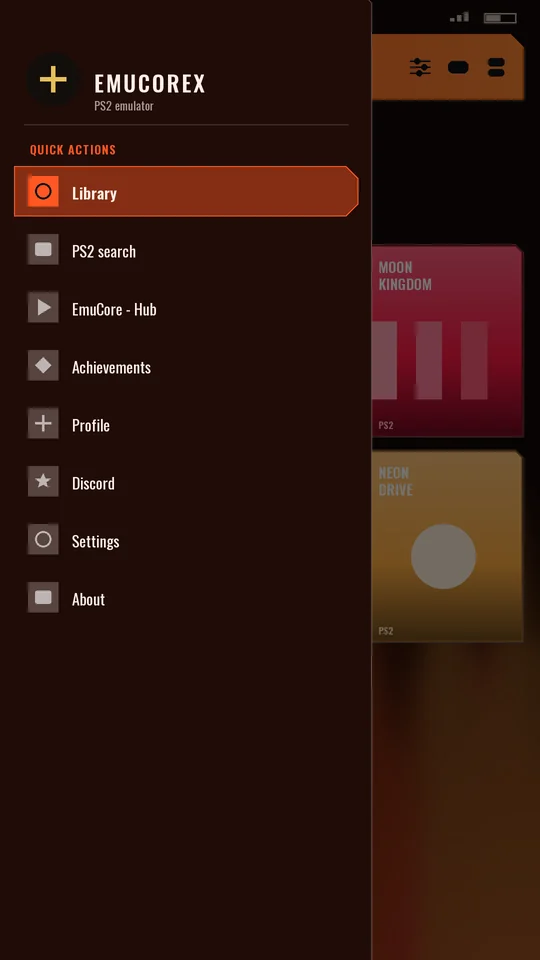 EMUCOREX
PS2 emulator
QUICK ACTIONS
Library
PS2 search
EmuCore - Hub
Achievements
Profile
Discord
Settings
About
MOON
KINGDOM
PS2
NEON
DRIVE
PS2